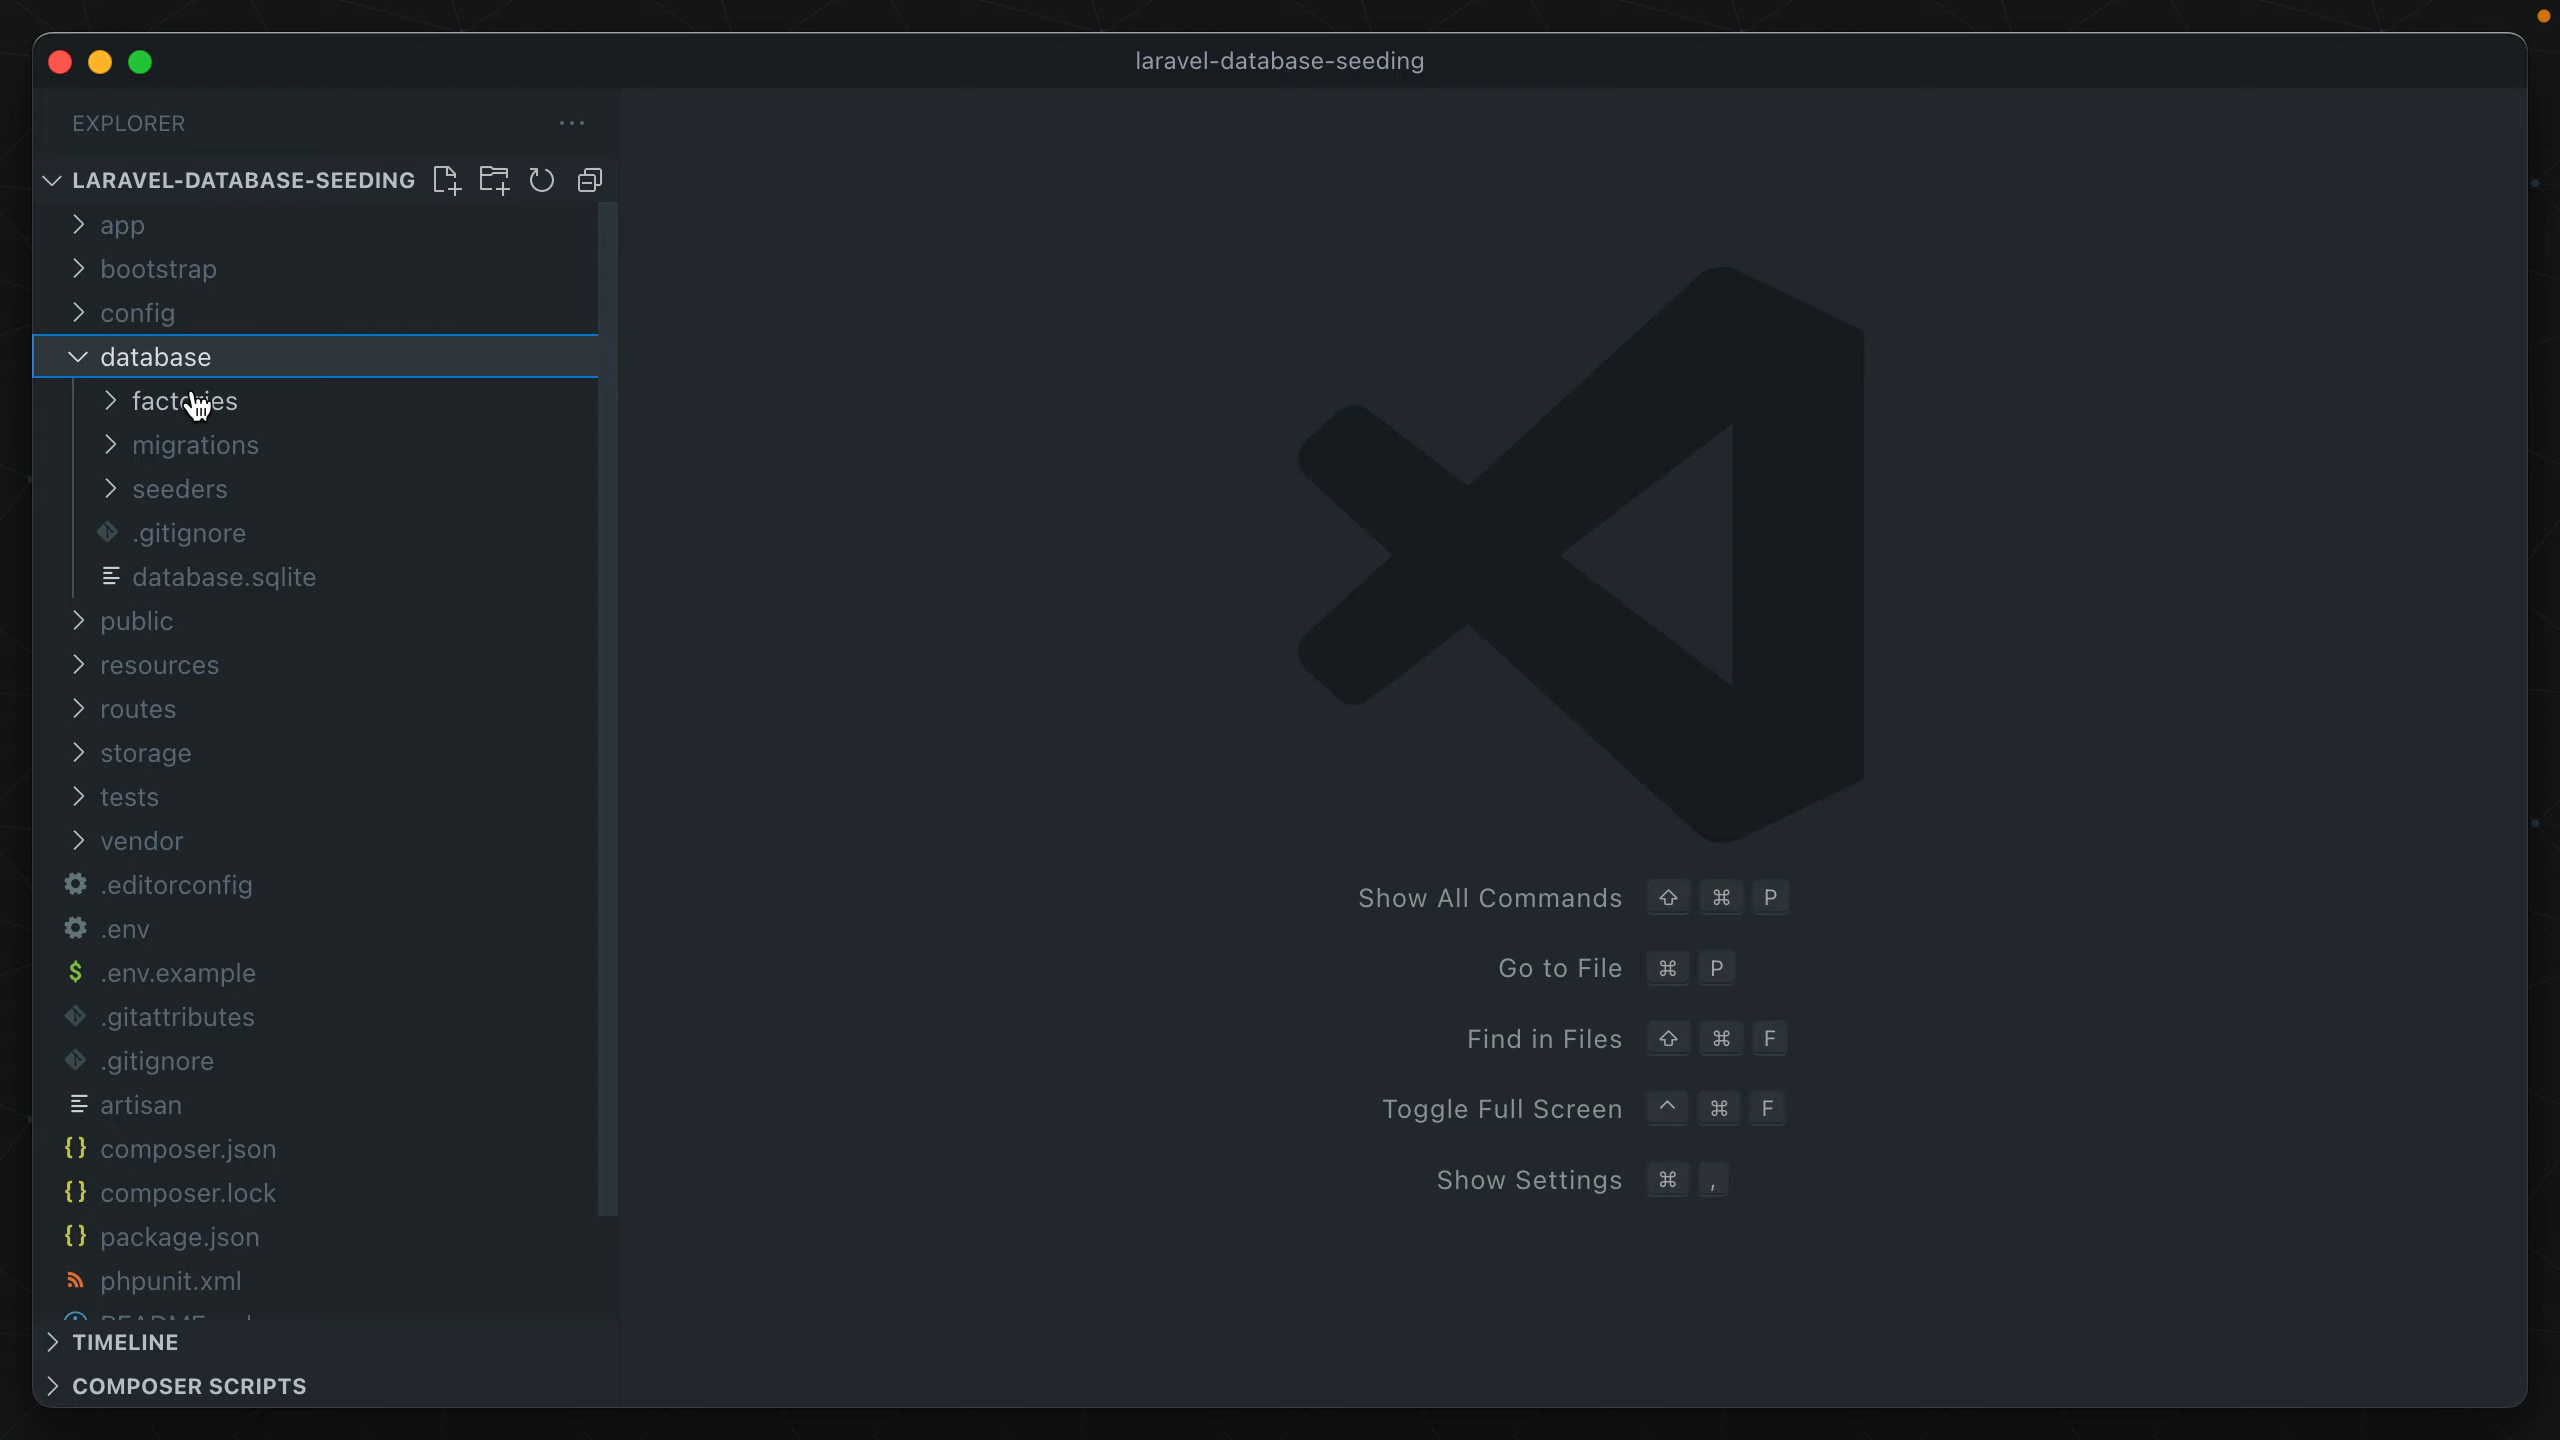 laravel-database-seeding
EXPLORER
LARAVEL-DATABASE-SEEDING
app
bootstrap
config
database
factories
migrations
seeders
.gitignore
database.sqlite
public
resources
routes
storage
tests
vendor
.editorconfig
.env
$ .env.example
.gitattributes
.gitignore
artisan
{} composer.json
{} composer.lock
{} package.json
phpunit.xml
TIMELINE
COMPOSER SCRIPTS
Show All Commands ⇧ ⌘ P
Go to File ⌘ P
Find in Files ⇧ ⌘ F
Toggle Full Screen ^ ⌘ F
Show Settings ⌘ ,